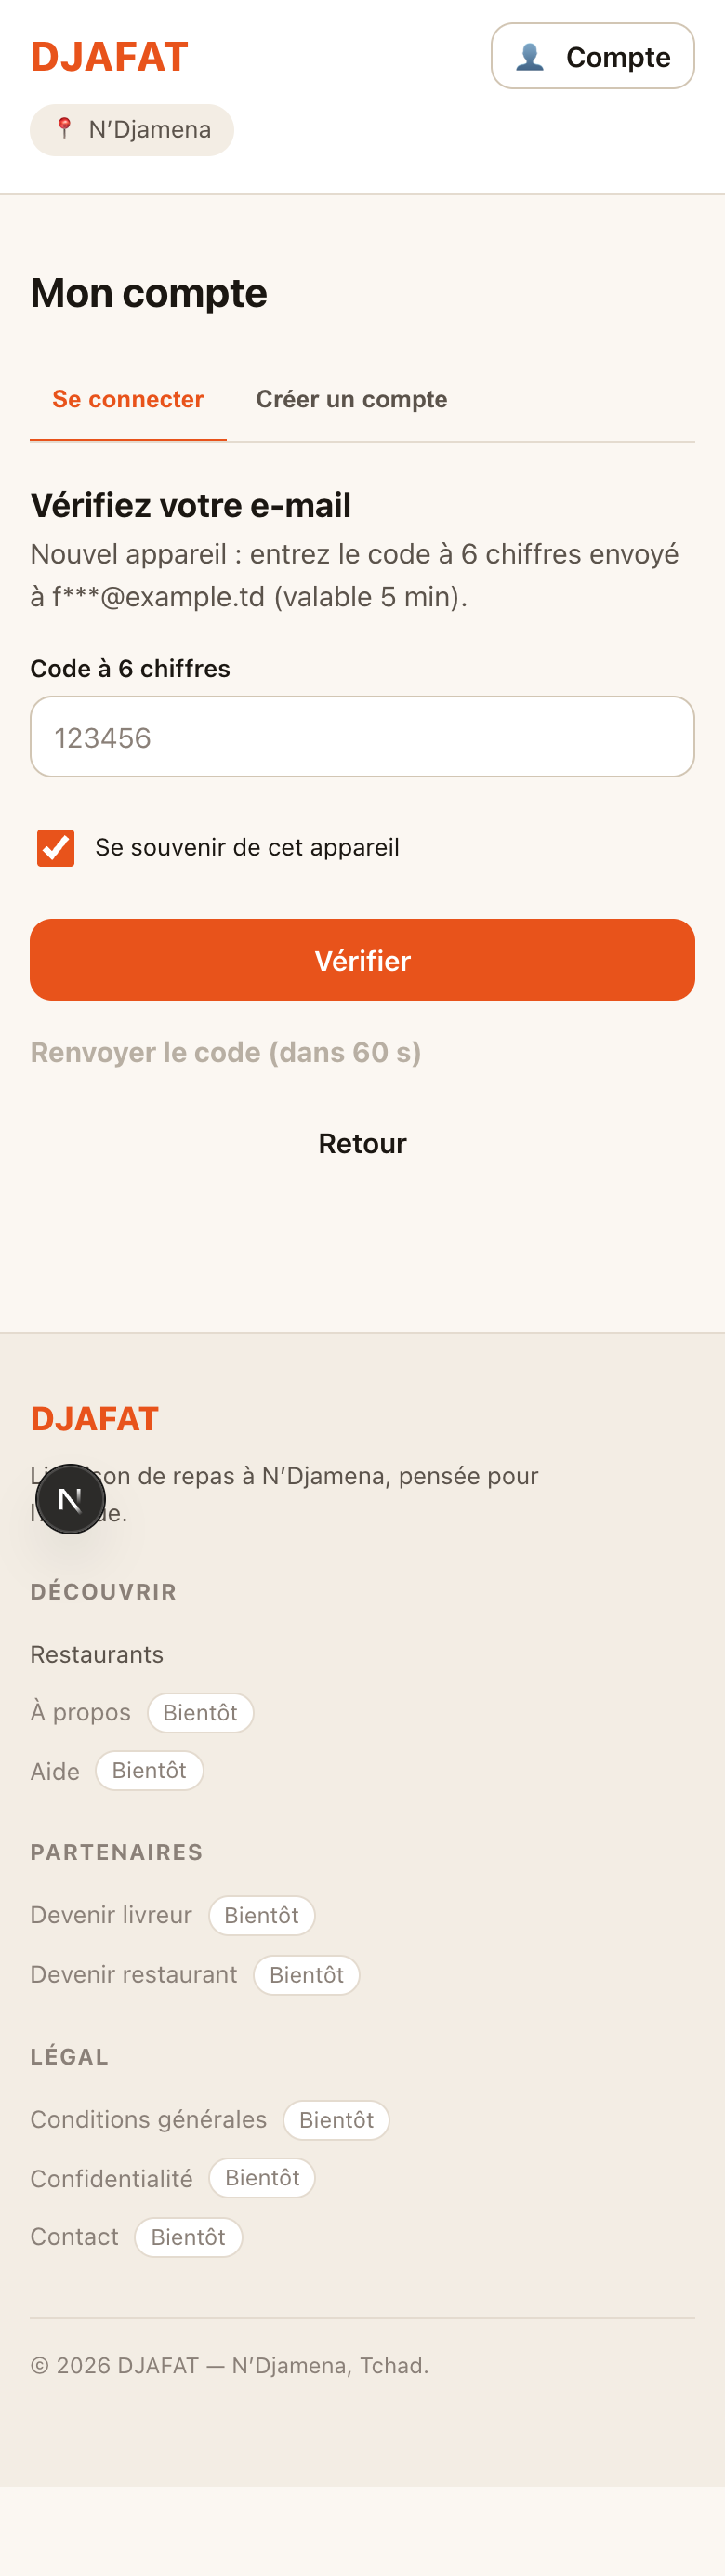 DJAFAT
Compte
N’Djamena
Mon compte
Se connecter
Créer un compte
Vérifiez votre e-mail
Nouvel appareil : entrez le code à 6 chiffres envoyé
à f***@example.td (valable 5 min).
Code à 6 chiffres
123456
Se souvenir de cet appareil
Vérifier
Renvoyer le code (dans 60 s)
Retour
DJAFAT
de repas à N’Djamena, pensée pour
N
DÉCOUVRIR
Restaurants
À propos Bientôt
Aide Bientôt
PARTENAIRES
Devenir livreur Bientôt
Devenir restaurant Bientôt
LÉGAL
Conditions générales Bientôt
Confidentialité Bientôt
Contact Bientôt
© 2026 DJAFAT — N’Djamena, Tchad.